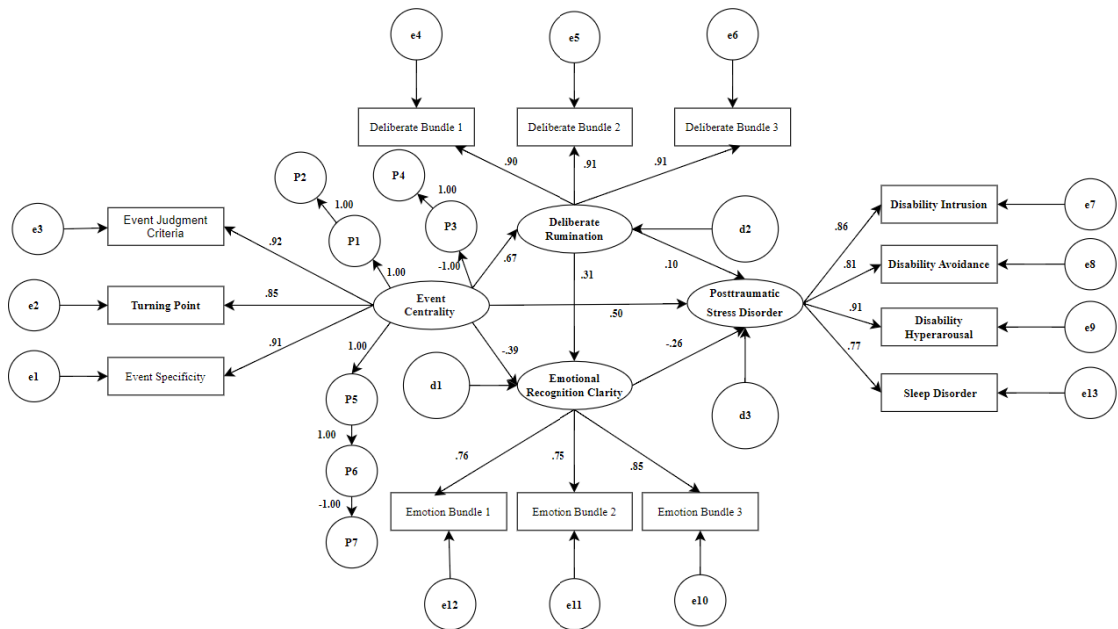 e4
e5
e6
Deliberate Bundle 1
Deliberate Bundle 2
Deliberate Bundle 3
.90
.91
.91
P2
P4
1.00
1.00
P1
P3
1.00
-1.00
e3
Event Judgment
Criteria
.92
Deliberate
Rumination
d2
.67
.31
.10
Disability Intrusion
e7
.86
Disability Avoidance
e8
.81
e2
Turning Point
.85
Event
Centrality
.50
Posttraumatic
Stress Disorder
.91
Disability
Hyperarousal
e9
.77
e1
Event Specificity
.91
1.00
-.39
-.26
d1
Emotional
Recognition Clarity
d3
Sleep Disorder
e13
P5
1.00
P6
-1.00
P7
.76
.75
.85
Emotion Bundle 1
Emotion Bundle 2
Emotion Bundle 3
e12
e11
e10